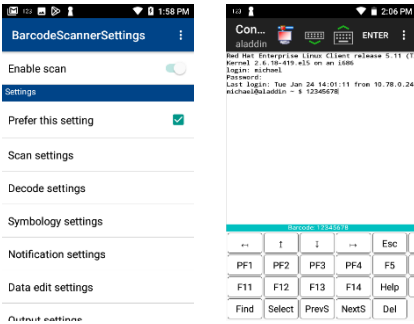 123 1:58 PM
BarcodeScannerSettings
Enable scan
Settings
Prefer this setting
Scan settings
Decode settings
Symbology settings
Notification settings
Data edit settings
Output settings
123 2:06 PM
Con...
aladdin
ENTER
Red Hat Enterprise Linux Client release 5.11 (T
Kernel 2.6.18-419.el5 on an i686
login: michael
Password:
Last login: Tue Jan 24 14:01:11 from 10.78.0.24
michael@aladdin ~ $ 12345678
Barcode: 12345678
↔ ↑ ↓ ↔ Esc
PF1 PF2 PF3 PF4 F5
F11 F12 F13 F14 Help
Find Select PrevS NextS Del